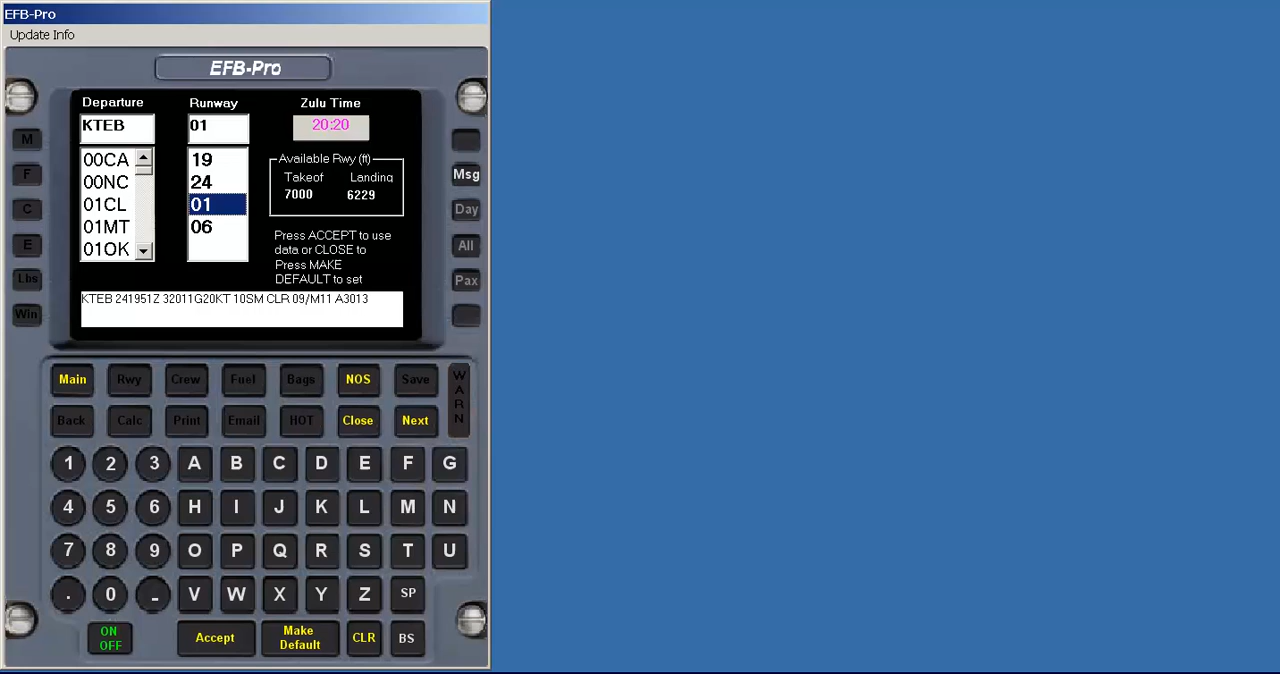 EFB-Pro
Update Info
EFB-Pro
Departure Runway Zulu Time
KTEB 01 20:20
00CA 19
00NC 24
01CL 01
01MT 06
01OK
Available Rwy (ft)
Takeof Landing
7000 6229
Press ACCEPT to use
data or CLOSE to
Press MAKE
DEFAULT to set
KTEB 241951Z 32011G20KT 10SM CLR 09/M11 A3013
M
F
C
E
Lbs
Win
Msg
Day
All
Pax
Main Rwy Crew Fuel Bags NOS Save
Back Calc Print Email HOT Close Next
WARN
1 2 3 A B C D E F G
4 5 6 H I J K L M N
7 8 9 O P Q R S T U
. 0 - V W X Y Z SP
ON
OFF
Accept
Make
Default
CLR
BS